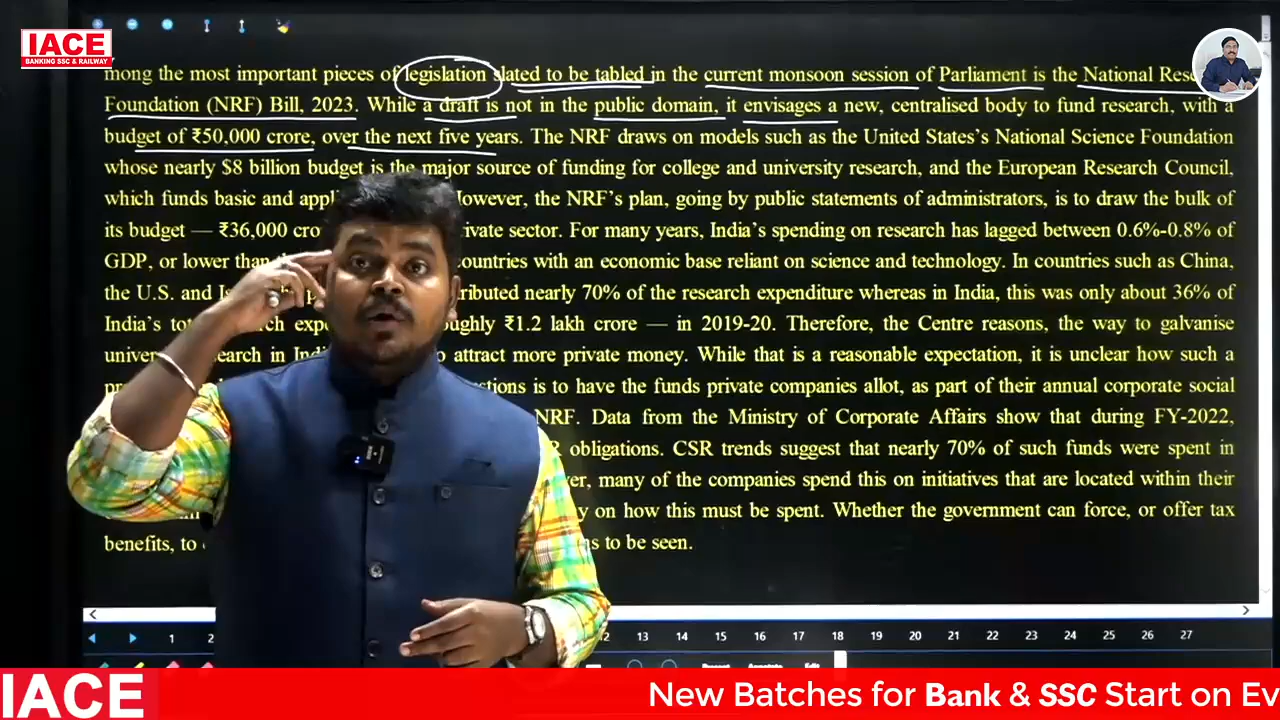 IACE
BANKING SSC & RAILWAY
mong the most important pieces of legislation slated to be tabled in the current monsoon session of Parliament is the National
Foundation (NRF) Bill, 2023. While a draft is not in the public domain, it envisages a new, centralised body to fund research, with a
budget of ₹50,000 crore, over the next five years. The NRF draws on models such as the United States’s National Science Foundation
whose nearly $8 billion budget is the major source of funding for college and university research, and the European Research Council,
which funds basic and However, the NRF’s plan, going by public statements of administrators, is to draw the bulk of
its budget — ₹36,000 sector. For many years, India’s spending on research has lagged between 0.6%-0.8% of
GDP, or lower countries with an economic base reliant on science and technology. In countries such as China,
the U.S. and nearly 70% of the research expenditure whereas in India, this was only about 36% of
India’s ₹1.2 lakh crore — in 2019-20. Therefore, the Centre reasons, the way to galvanise
in attract more private money. While that is a reasonable expectation, it is unclear how such a
is to have the funds private companies allot, as part of their annual corporate social
NRF. Data from the Ministry of Corporate Affairs show that during FY-2022,
obligations. CSR trends suggest that nearly 70% of such funds were spent in
many of the companies spend this on initiatives that are located within their
on how this must be spent. Whether the government can force, or offer tax
benefits, to to be seen.
1 2 12 13 14 15 16 17 18 19 20 21 22 23 24 25 26 27
IACE
New Batches for Bank & SSC Start on Ev